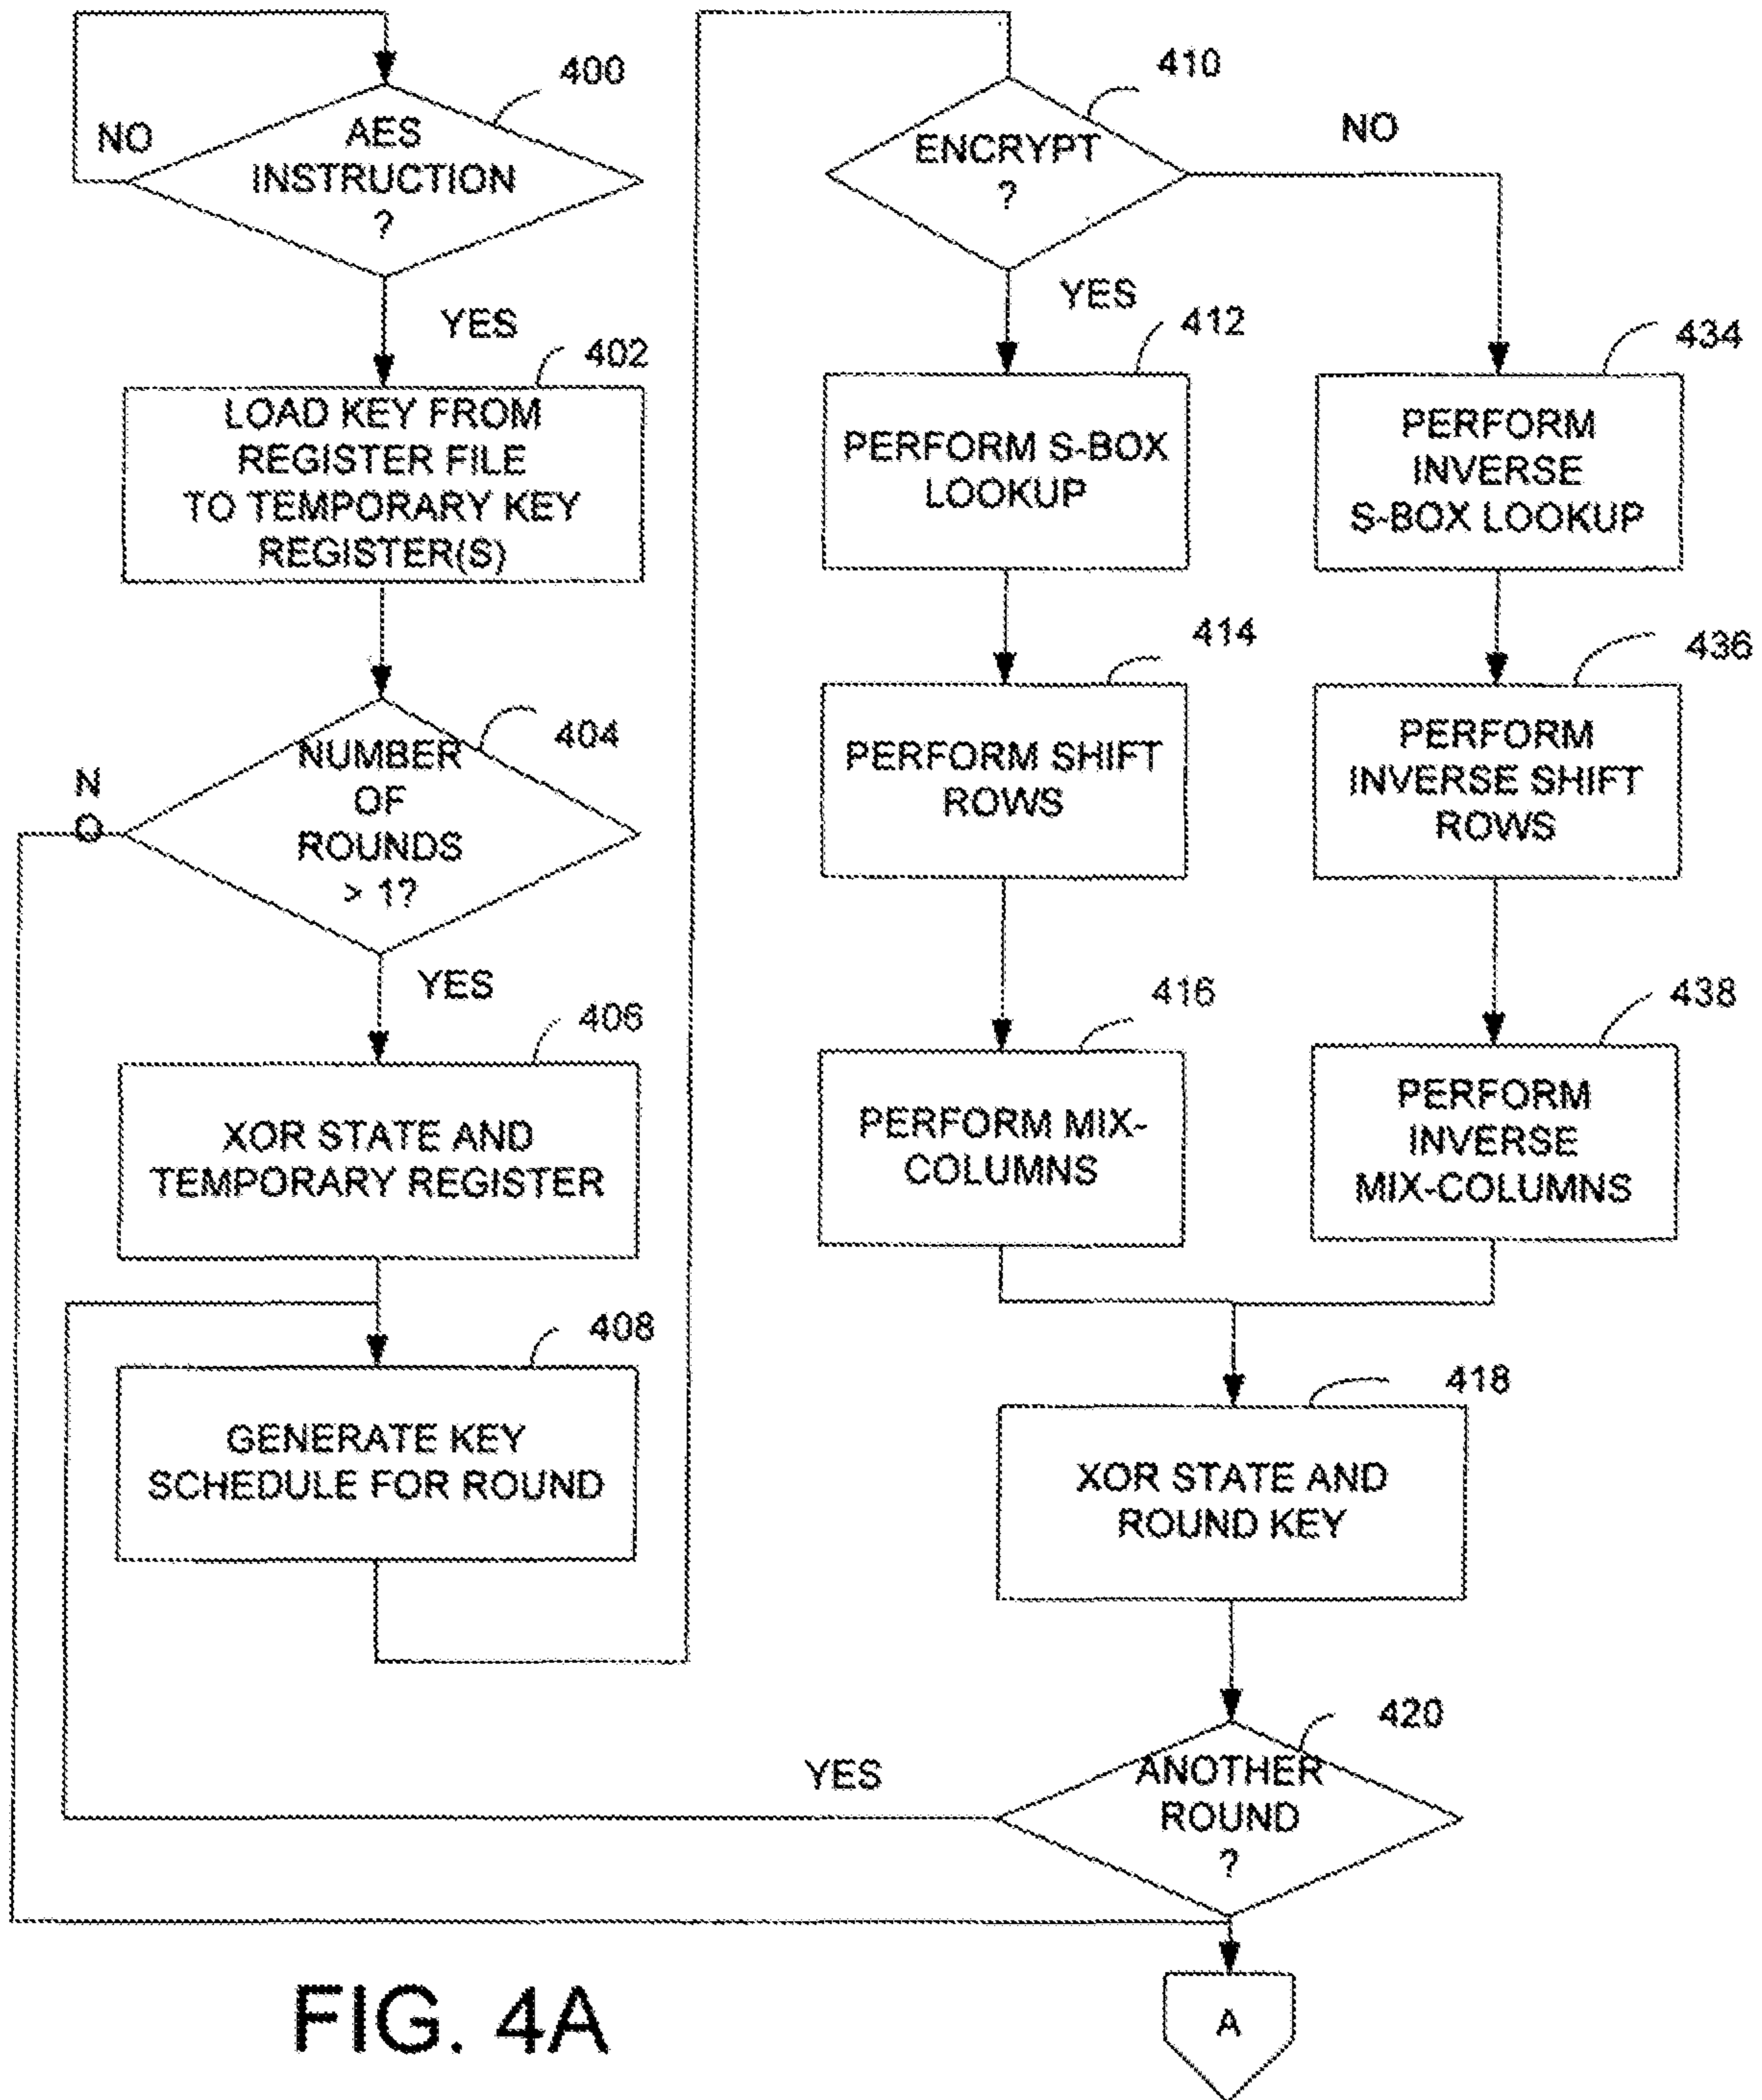 400
NO
AES
INSTRUCTION
?
YES
402
LOAD KEY FROM
REGISTER FILE
TO TEMPORARY KEY
REGISTER(S)
404
N
O
NUMBER
OF
ROUNDS
> 1?
YES
406
XOR STATE AND
TEMPORARY REGISTER
408
GENERATE KEY
SCHEDULE FOR ROUND
410
ENCRYPT
?
NO
YES
412
PERFORM S-BOX
LOOKUP
414
PERFORM SHIFT
ROWS
416
PERFORM MIX-
COLUMNS
434
PERFORM
INVERSE
S-BOX LOOKUP
436
PERFORM
INVERSE SHIFT
ROWS
438
PERFORM
INVERSE
MIX-COLUMNS
418
XOR STATE AND
ROUND KEY
420
YES
ANOTHER
ROUND
?
A
FIG. 4A